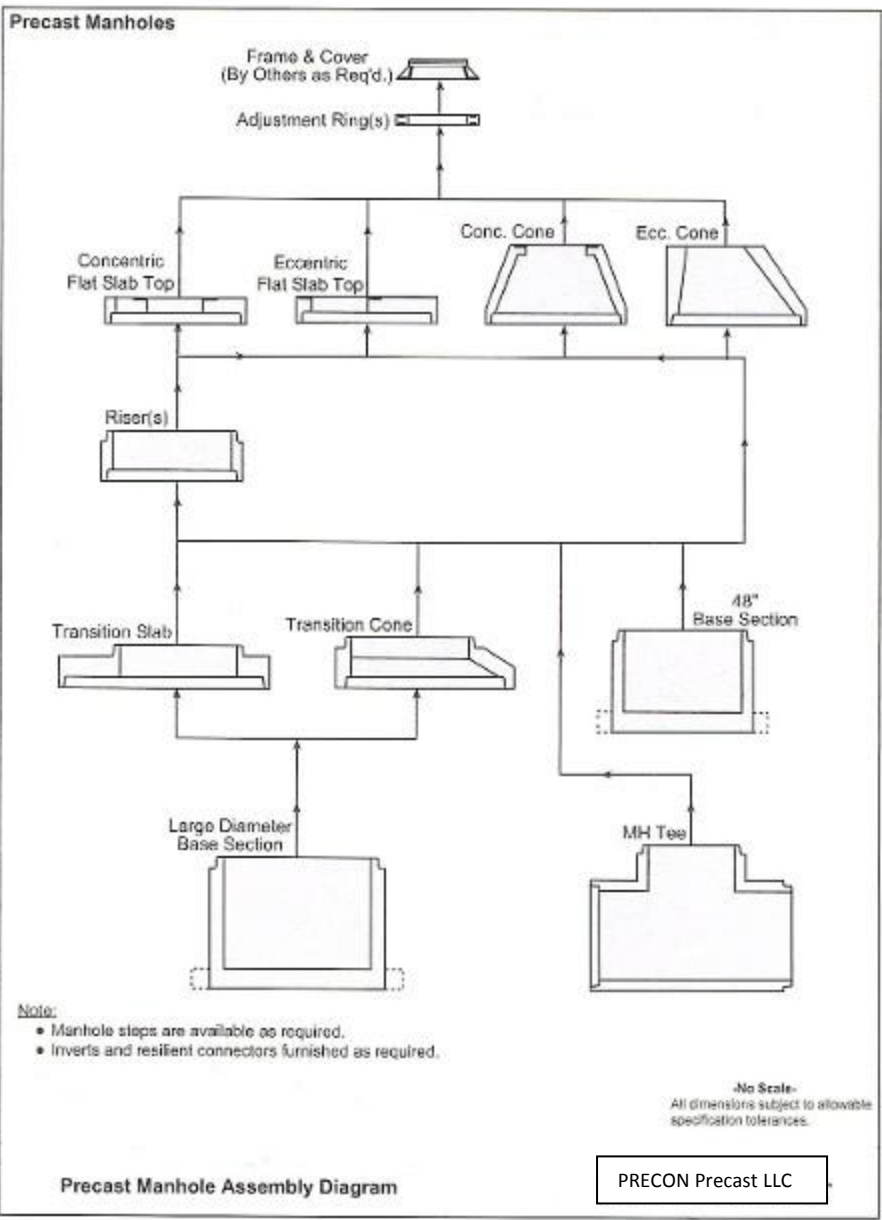 Precast Manholes
Frame & Cover
(By Others as Req'd.)
Adjustment Ring(s)
Conc. Cone
Ecc. Cone
Concentric
Flat Slab Top
Eccentric
Flat Slab Top
Riser(s)
Transition Slab
Transition Cone
48"
Base Section
Large Diameter
Base Section
MH Tee
Note:
● Manhole steps are available as required.
● Inverts and resilient connectors furnished as required.
-No Scale-
All dimensions subject to allowable
specification tolerances.
Precast Manhole Assembly Diagram
PRECON Precast LLC